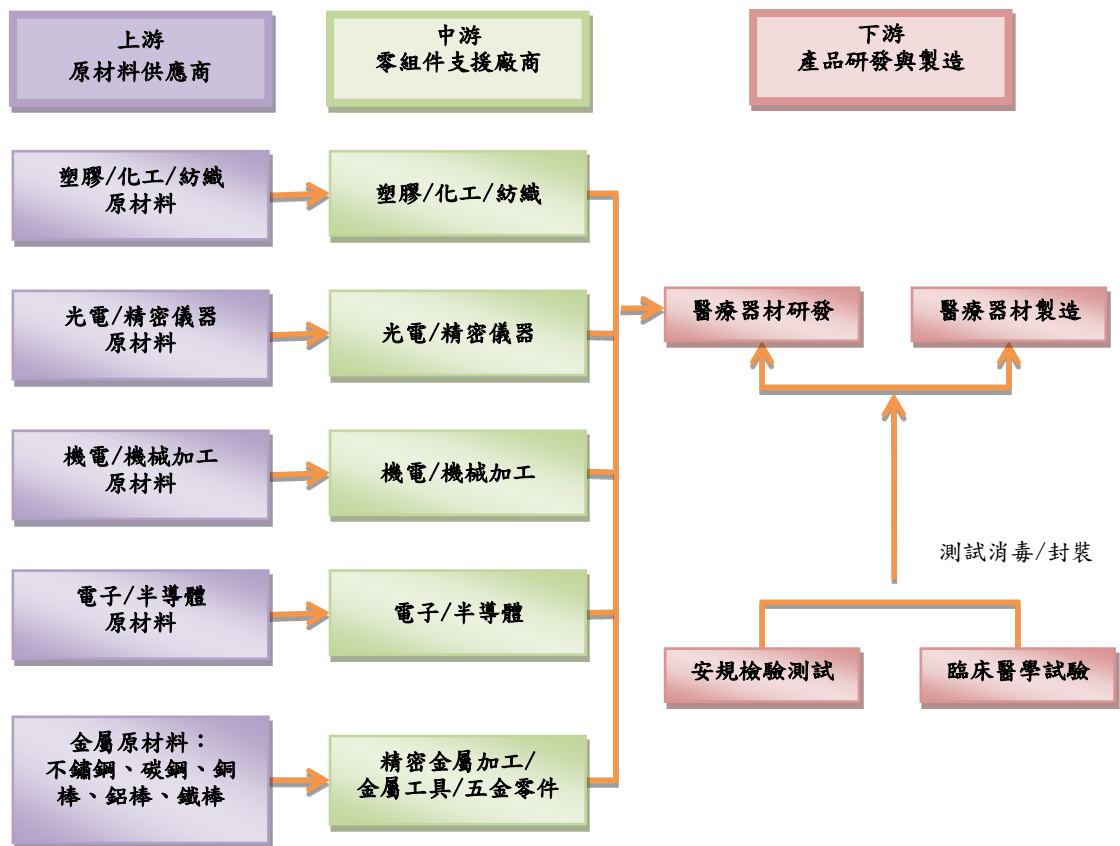 上游
原材料供應商
中游
零組件支援廠商
下游
產品研發與製造
塑膠/化工/紡織
原材料
塑膠/化工/紡織
光電/精密儀器
原材料
光電/精密儀器
醫療器材研發
醫療器材製造
機電/機械加工
原材料
機電/機械加工
測試消毒/封裝
電子/半導體
原材料
電子/半導體
安規檢驗測試
臨床醫學試驗
金屬原材料：
不鏽鋼、碳鋼、銅
棒、鋁棒、鐵棒
精密金屬加工/
金屬工具/五金零件